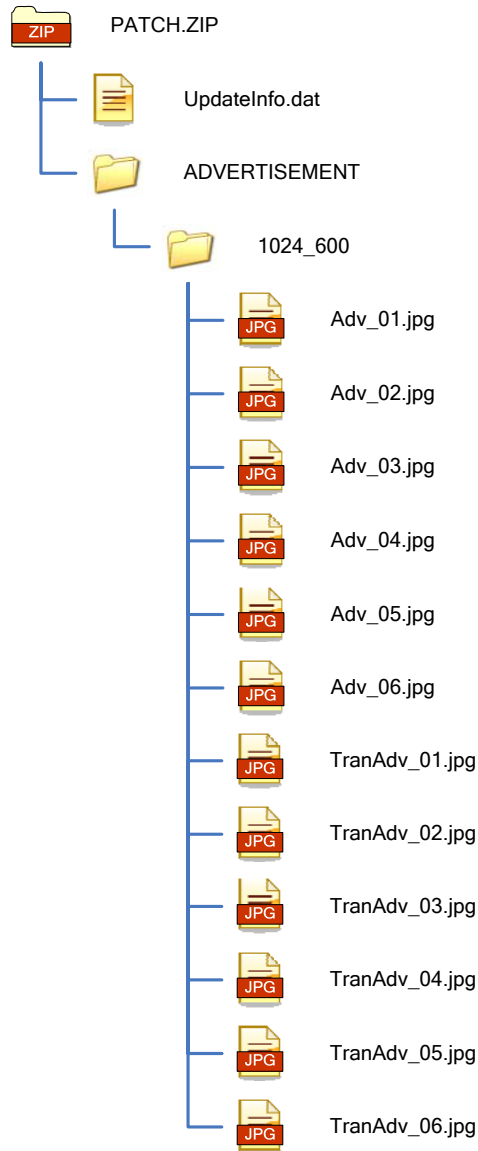 ZIP PATCH.ZIP
UpdateInfo.dat
ADVERTISEMENT
1024_600
JPG Adv_01.jpg
JPG Adv_02.jpg
JPG Adv_03.jpg
JPG Adv_04.jpg
JPG Adv_05.jpg
JPG Adv_06.jpg
JPG TranAdv_01.jpg
JPG TranAdv_02.jpg
JPG TranAdv_03.jpg
JPG TranAdv_04.jpg
JPG TranAdv_05.jpg
JPG TranAdv_06.jpg